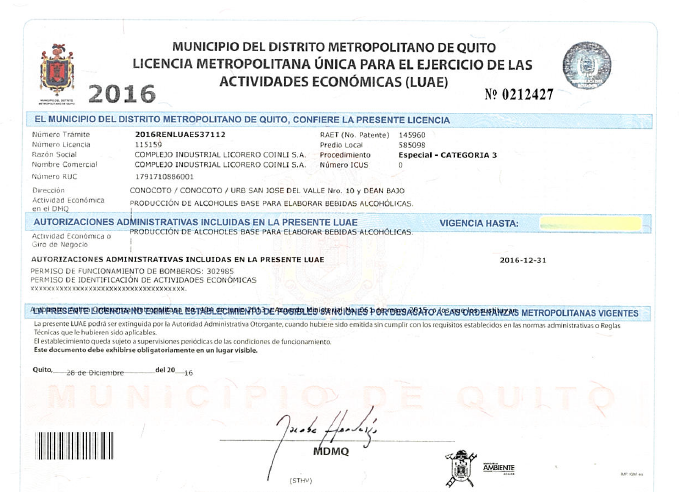 MUNICIPIO DEL DISTRITO METROPOLITANO DE QUITO
LICENCIA METROPOLITANA ÚNICA PARA EL EJERCICIO DE LAS
ACTIVIDADES ECONÓMICAS (LUAE)
2016
Nº 0212427
EL MUNICIPIO DEL DISTRITO METROPOLITANO DE QUITO, CONFIERE LA PRESENTE LICENCIA
Número Trámite 2016RENLUAE537112 RAET (No. Patente) 145960
Número Licencia 115159 Predio Local 585098
Razón Social COMPLEJO INDUSTRIAL LICORERO COINLI S.A. Procedimiento Especial - CATEGORIA 3
Nombre Comercial COMPLEJO INDUSTRIAL LICORERO COINLI S.A. Número ICUS 0
Número RUC 1791710886001
Dirección CONOCOTO / CONOCOTO / URB SAN JOSE DEL VALLE Nro. 10 y DEAN BAJO
Actividad Económica en el DMQ PRODUCCIÓN DE ALCOHOLES BASE PARA ELABORAR BEBIDAS ALCOHÓLICAS.
AUTORIZACIONES ADMINISTRATIVAS INCLUIDAS EN LA PRESENTE LUAE VIGENCIA HASTA:
Actividad Económica o Giro de Negocio PRODUCCIÓN DE ALCOHOLES BASE PARA ELABORAR BEBIDAS ALCOHÓLICAS.
AUTORIZACIONES ADMINISTRATIVAS INCLUIDAS EN LA PRESENTE LUAE 2016-12-31
PERMISO DE FUNCIONAMIENTO DE BOMBEROS: 302985
PERMISO DE IDENTIFICACIÓN DE ACTIVIDADES ECONÓMICAS
LA PRESENTE LICENCIA NO EXIME AL ESTABLECIMIENTO DE POSIBLES SANCIONES POR DESACATO A LAS ORDENANZAS METROPOLITANAS VIGENTES
La presente LUAE podrá ser extinguida por la Autoridad Administrativa Otorgante, cuando hubiere sido emitida sin cumplir con los requisitos establecidos en las normas administrativas o Reglas
Técnicas que le hubieren sido aplicables.
El establecimiento queda sujeto a supervisiones periódicas de las condiciones de funcionamiento.
Este documento deba exhibirse obligatoriamente en un lugar visible.
Quito, 28 de Diciembre del 20 16
MUNICIPIO DE QUITO
MDMQ
(STHV)
AMBIENTE